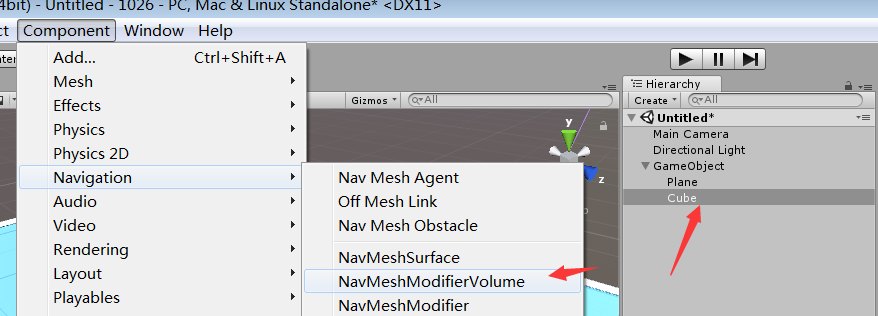 4bit) - Untitled - 1026 - PC, Mac & Linux Standalone* <DX11>
ct Component Window Help
Add... Ctrl+Shift+A
Mesh
Effects
Physics
Physics 2D
Navigation
Audio
Video
Rendering
Layout
Playables
Nav Mesh Agent
Off Mesh Link
Nav Mesh Obstacle
NavMeshSurface
NavMeshModifierVolume
NavMeshModifier
Gizmos All
y
z
Hierarchy
Create All
Untitled*
Main Camera
Directional Light
GameObject
Plane
Cube